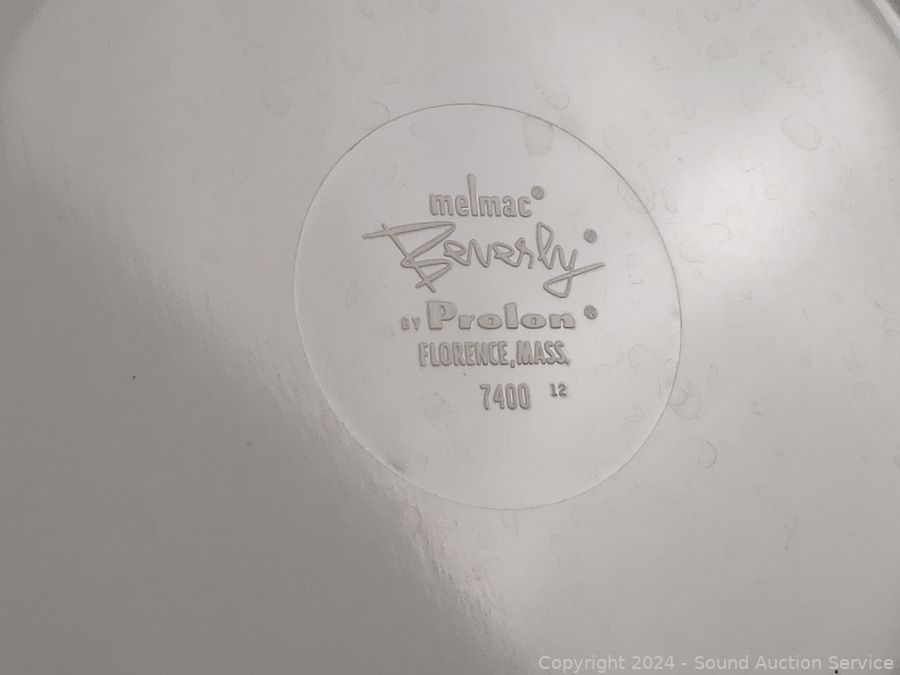 melmac®
Beverly®
BY Prolon®
FLORENCE, MASS.
7400 12
Copyright 2024 - Sound Auction Service